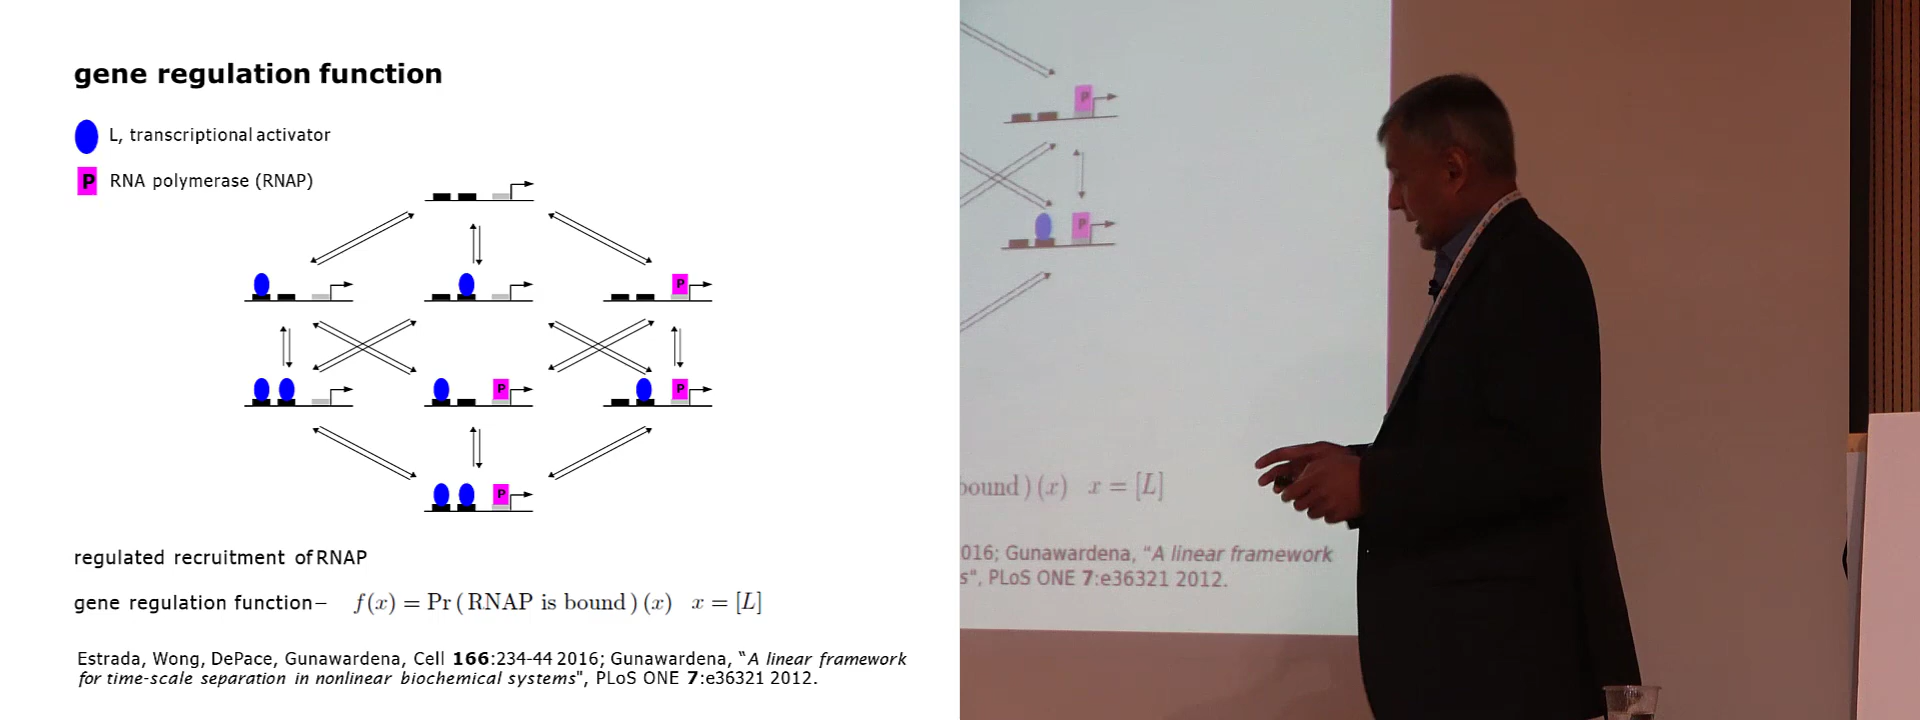 gene regulation function
L, transcriptional activator
P RNA polymerase (RNAP)
P
P
P
P
regulated recruitment of RNAP
gene regulation function – f(x) = Pr ( RNAP is bound ) (x) x = [L]
Estrada, Wong, DePace, Gunawardena, Cell 166:234-44 2016; Gunawardena, "A linear framework
for time-scale separation in nonlinear biochemical systems", PLoS ONE 7:e36321 2012.
P
P
bound ) (x) x = [L]
016; Gunawardena, "A linear framework
s", PLoS ONE 7:e36321 2012.